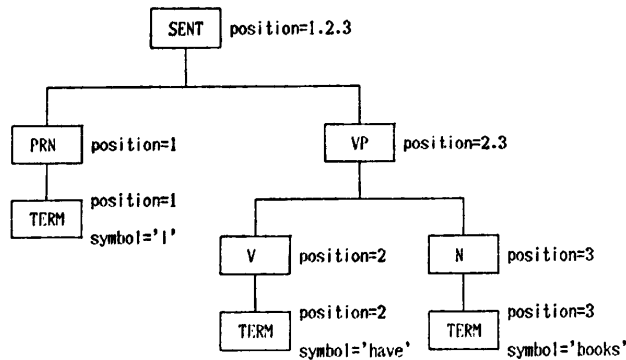 SENT position=1.2.3
PRN position=1
VP position=2.3
TERM position=1
symbol='I'
V position=2
N position=3
TERM position=2
symbol='have'
TERM position=3
symbol='books'